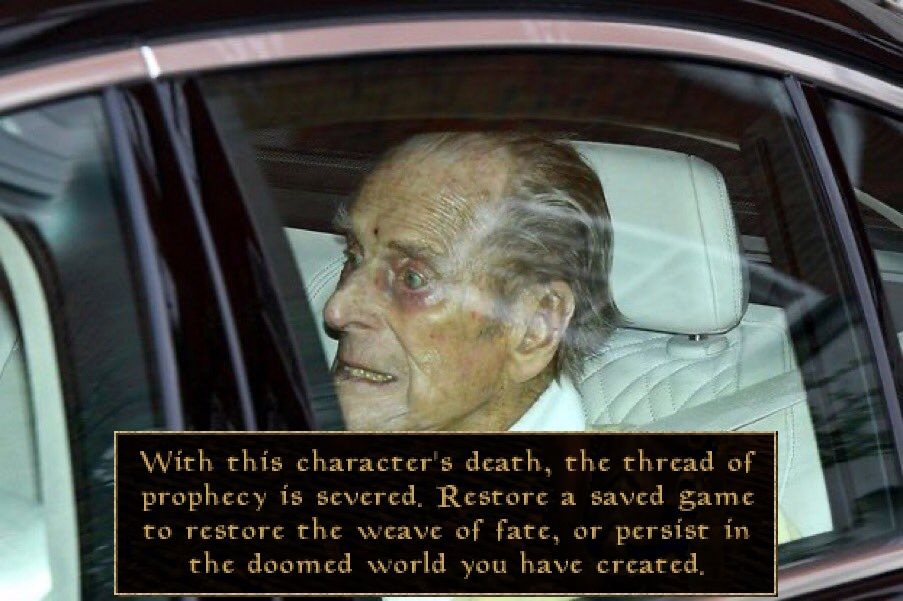 With this character's death, the thread of
prophecy is severed. Restore a saved game
to restore the weave of fate, or persist in
the doomed world you have created.